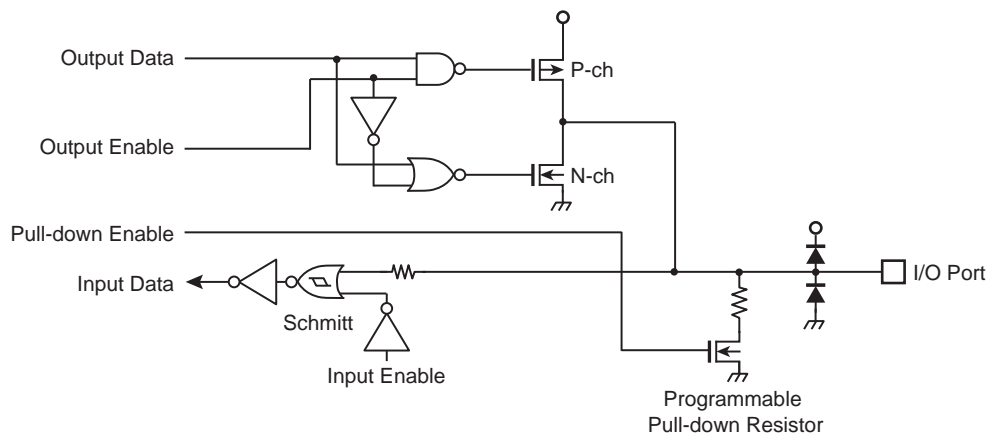 Output Data
P-ch
Output Enable
N-ch
Pull-down Enable
Input Data
I/O Port
Schmitt
Input Enable
Programmable
Pull-down Resistor